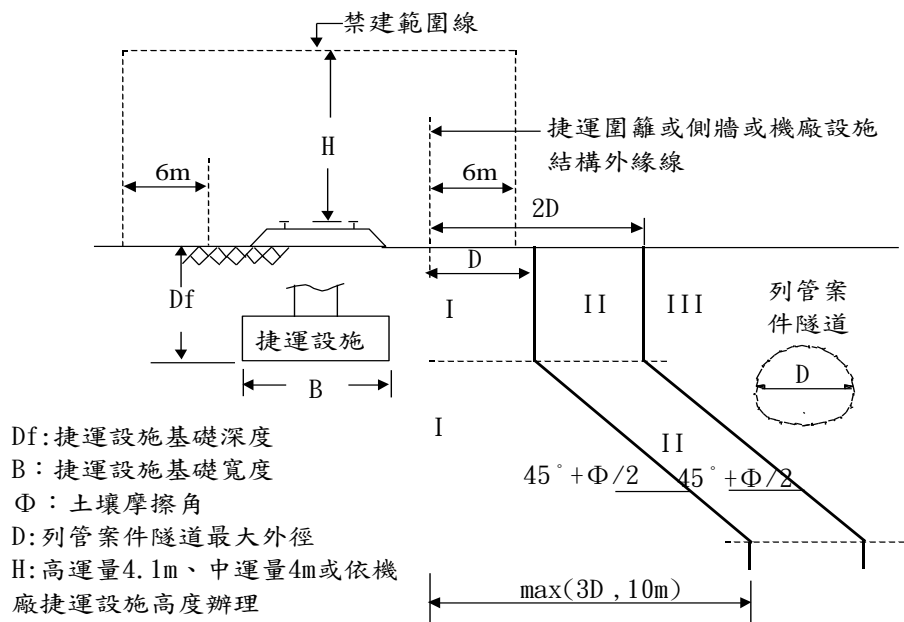 禁建範圍線
捷運圍籬或側牆或機廠設施
結構外緣線
H
6m
6m
2D
D
Df
I
II
III
列管案
件隧道
D
捷運設施
B
I
II
45°+Φ/2
45°+Φ/2
Df:捷運設施基礎深度
B：捷運設施基礎寬度
Φ：土壤摩擦角
D:列管案件隧道最大外徑
H:高運量4.1m、中運量4m或依機
廠捷運設施高度辦理
max(3D,10m)